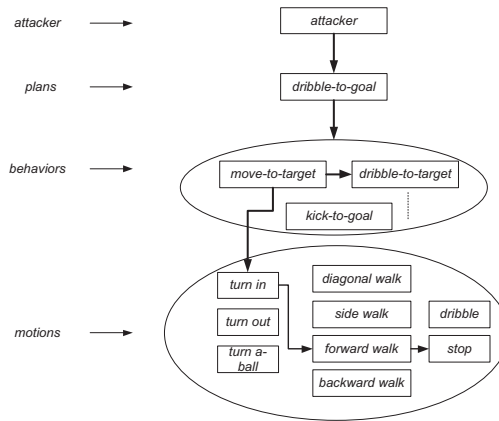 attacker
attacker
plans
dribble-to-goal
behaviors
move-to-target
dribble-to-target
kick-to-goal
motions
turn in
turn out
turn a-
ball
diagonal walk
side walk
forward walk
backward walk
dribble
stop